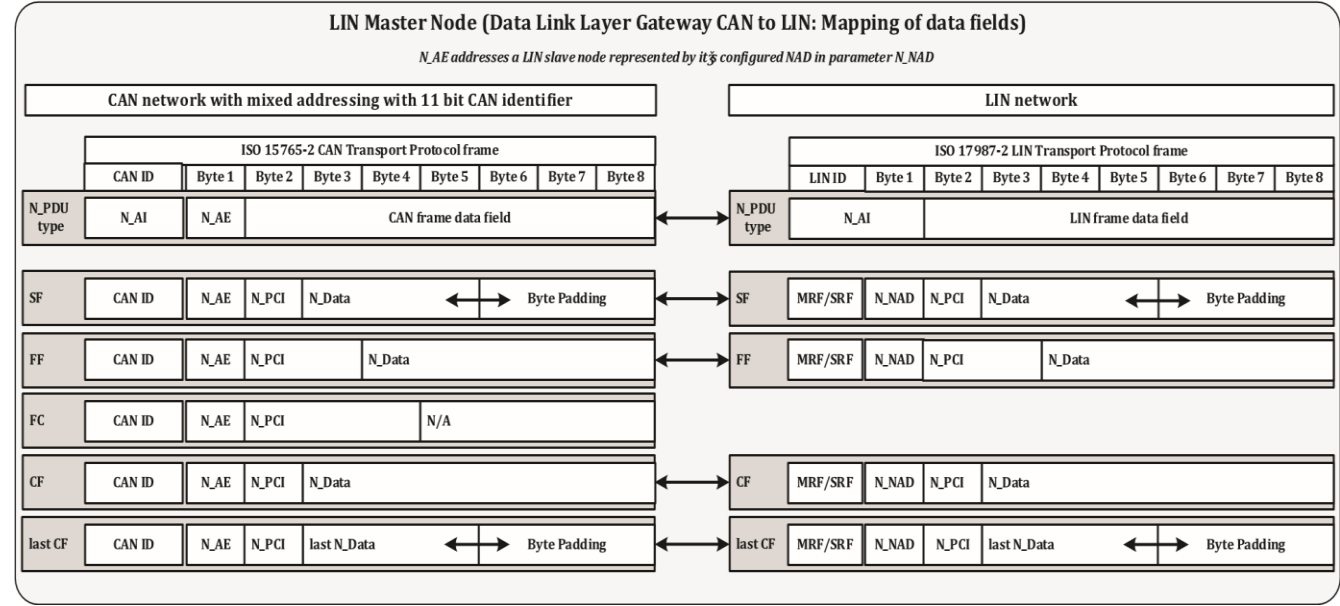 LIN Master Node (Data Link Layer Gateway CAN to LIN: Mapping of data fields)
N_AE addresses a LIN slave node represented by it's configured NAD in parameter N_NAD
CAN network with mixed addressing with 11 bit CAN identifier
LIN network
ISO 15765-2 CAN Transport Protocol frame
ISO 17987-2 LIN Transport Protocol frame
CAN ID Byte 1 Byte 2 Byte 3 Byte 4 Byte 5 Byte 6 Byte 7 Byte 8
LIN ID Byte 1 Byte 2 Byte 3 Byte 4 Byte 5 Byte 6 Byte 7 Byte 8
N_PDU
type
N_AI N_AE CAN frame data field
N_PDU
type
N_AI LIN frame data field
SF CAN ID N_AE N_PCI N_Data Byte Padding
SF MRF/SRF N_NAD N_PCI N_Data Byte Padding
FF CAN ID N_AE N_PCI N_Data
FF MRF/SRF N_NAD N_PCI N_Data
FC CAN ID N_AE N_PCI N/A
CF CAN ID N_AE N_PCI N_Data
CF MRF/SRF N_NAD N_PCI N_Data
last CF CAN ID N_AE N_PCI last N_Data Byte Padding
last CF MRF/SRF N_NAD N_PCI last N_Data Byte Padding